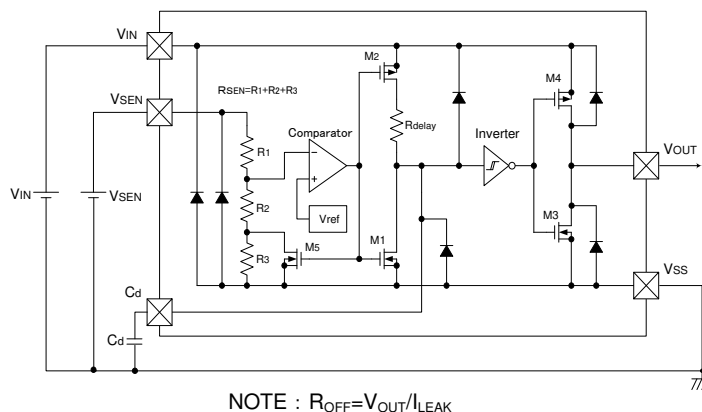 VIN
M2
M4
VSEN
RSEN=R1+R2+R3
Comparator
Rdelay
Inverter
R1
VOUT
VIN
VSEN
R2
Vref
M3
M5
M1
R3
Cd
VSS
Cd
NOTE : ROFF=VOUT/ILEAK